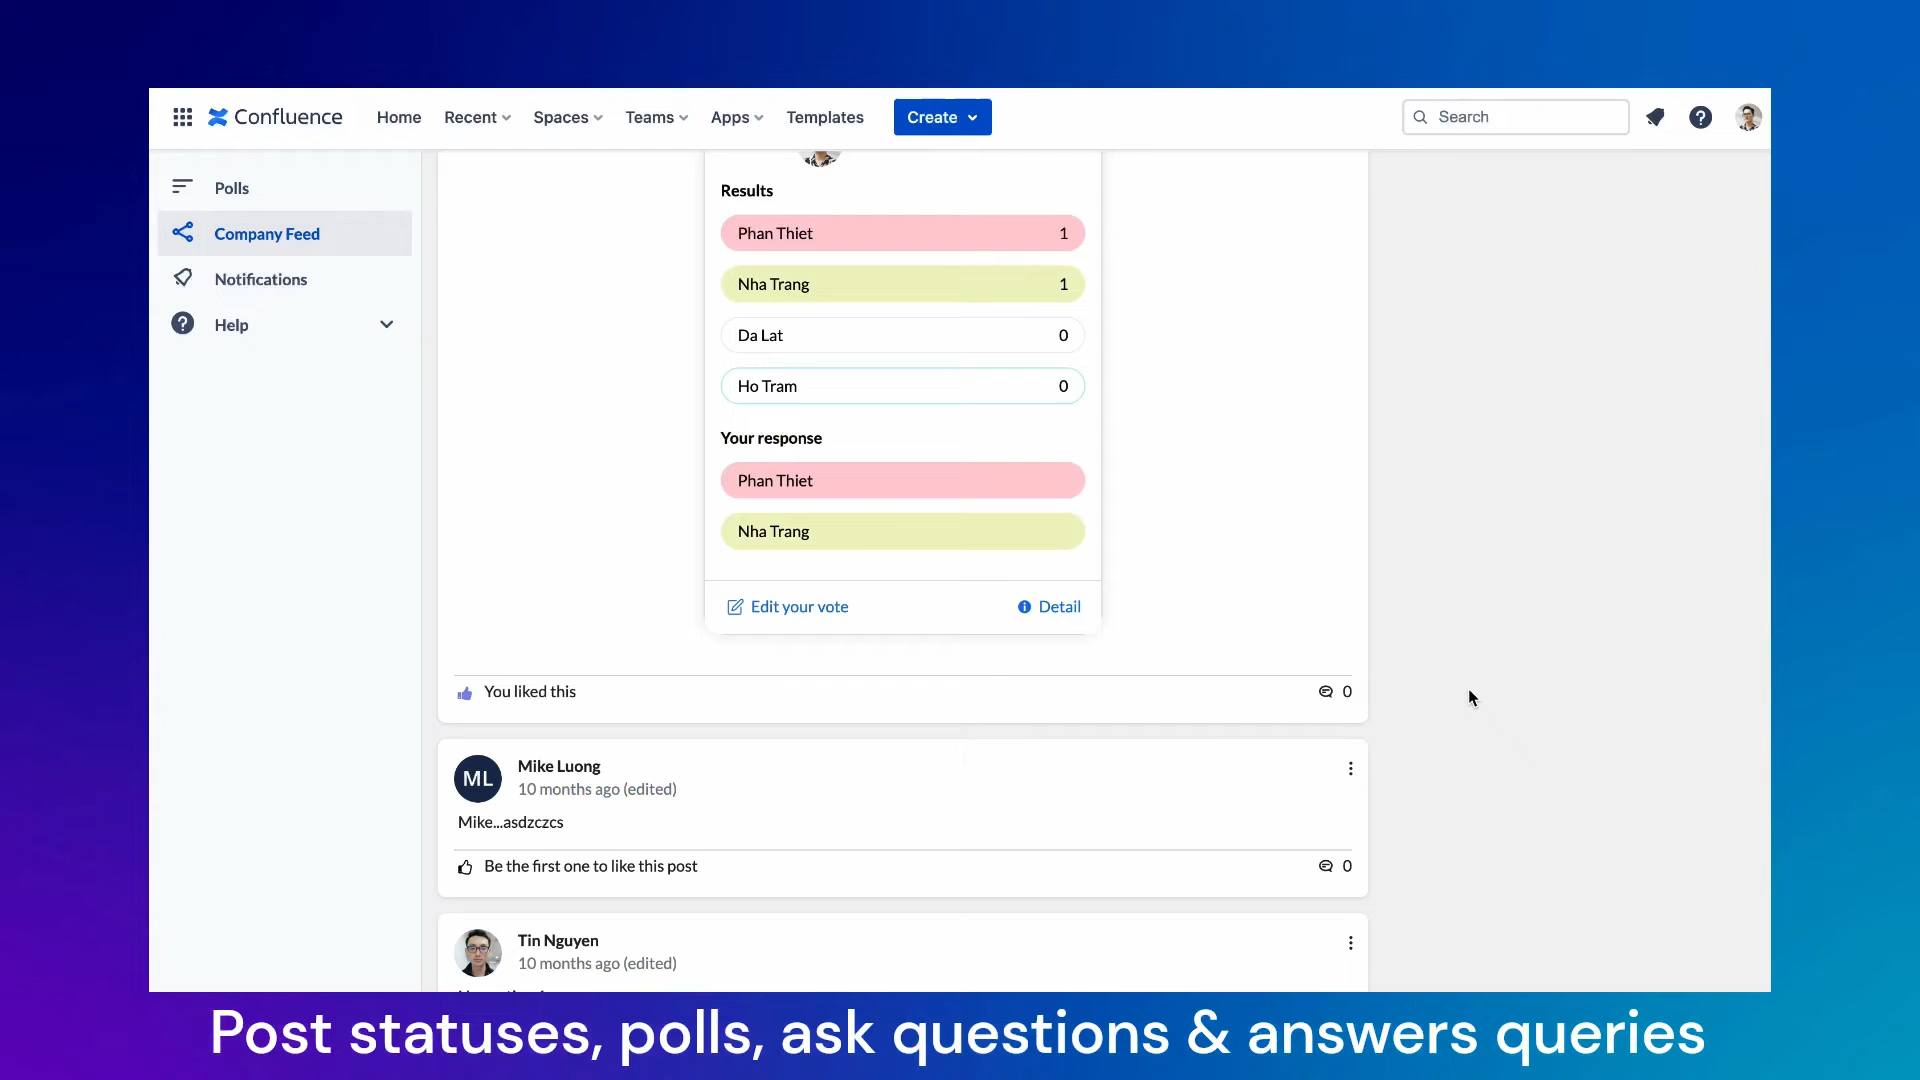 Confluence Home Recent Spaces Teams Apps Templates Create Search
Polls
Company Feed
Notifications
Help
Results
Phan Thiet 1
Nha Trang 1
Da Lat 0
Ho Tram 0
Your response
Phan Thiet
Nha Trang
Edit your vote Detail
You liked this 0
ML Mike Luong
10 months ago (edited)
Mike...asdzczcs
Be the first one to like this post 0
Tin Nguyen
10 months ago (edited)
Post statuses, polls, ask questions & answers queries